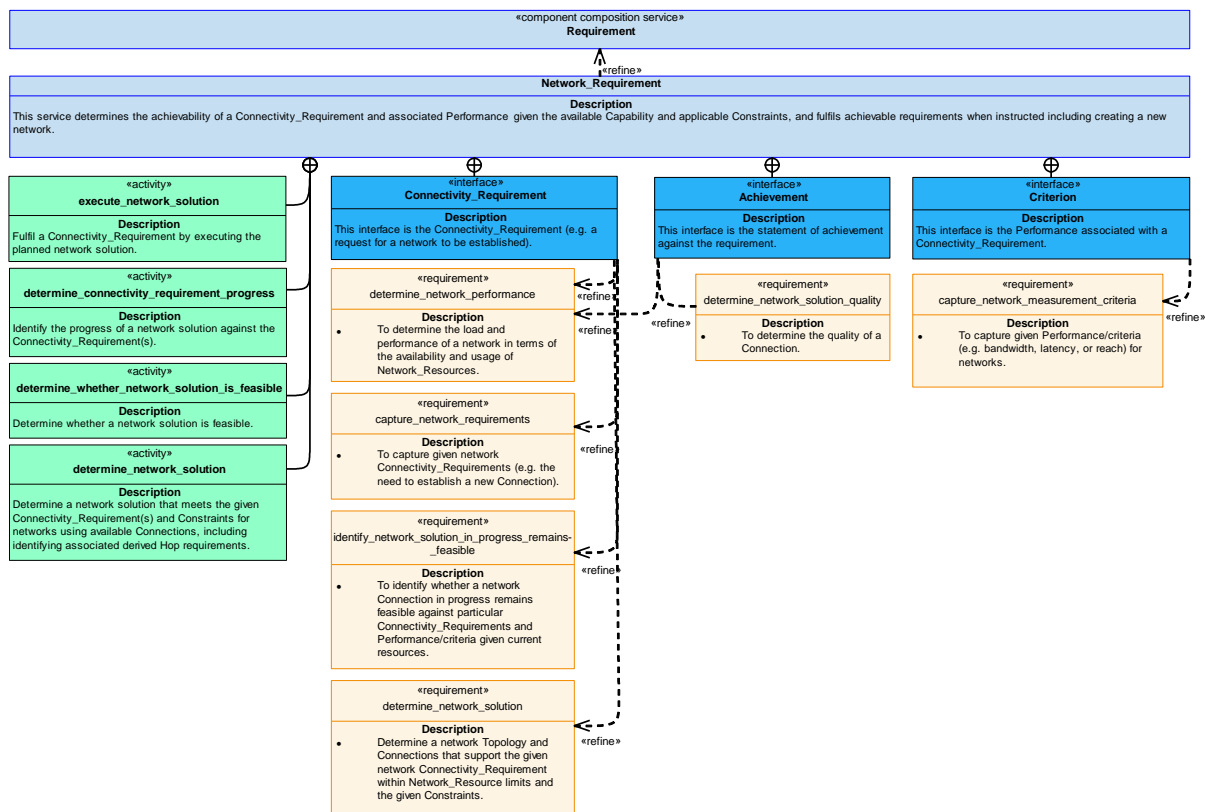 «component composition service»
Requirement
«refine»
Network_Requirement
Description
This service determines the achievability of a Connectivity_Requirement and associated Performance given the available Capability and applicable Constraints, and fulfils achievable requirements when instructed including creating a new
network.
«activity»
execute_network_solution
Description
Fulfil a Connectivity_Requirement by executing the
planned network solution.
«activity»
determine_connectivity_requirement_progress
Description
Identify the progress of a network solution against the
Connectivity_Requirement(s).
«activity»
determine_whether_network_solution_is_feasible
Description
Determine whether a network solution is feasible.
«activity»
determine_network_solution
Description
Determine a network solution that meets the given
Connectivity_Requirement(s) and Constraints for
networks using available Connections, including
identifying associated derived Hop requirements.
«interface»
Connectivity_Requirement
Description
This interface is the Connectivity_Requirement (e.g. a
request for a network to be established).
«requirement»
determine_network_performance
Description
• To determine the load and
performance of a network in terms of
the availability and usage of
Network_Resources.
«refine»
«requirement»
capture_network_requirements
Description
• To capture given network
Connectivity_Requirements (e.g. the
need to establish a new Connection).
«refine»
«requirement»
identify_network_solution_in_progress_remains-
_feasible
Description
• To identify whether a network
Connection in progress remains
feasible against particular
Connectivity_Requirements and
Performance/criteria given current
resources.
«refine»
«requirement»
determine_network_solution
Description
• Determine a network Topology and
Connections that support the given
network Connectivity_Requirement
within Network_Resource limits and
the given Constraints.
«refine»
«interface»
Achievement
Description
This interface is the statement of achievement
against the requirement.
«refine»
«requirement»
determine_network_solution_quality
Description
• To determine the quality of a
Connection.
«interface»
Criterion
Description
This interface is the Performance associated with a
Connectivity_Requirement.
«requirement»
capture_network_measurement_criteria
Description
• To capture given Performance/criteria
(e.g. bandwidth, latency, or reach) for
networks.
«refine»